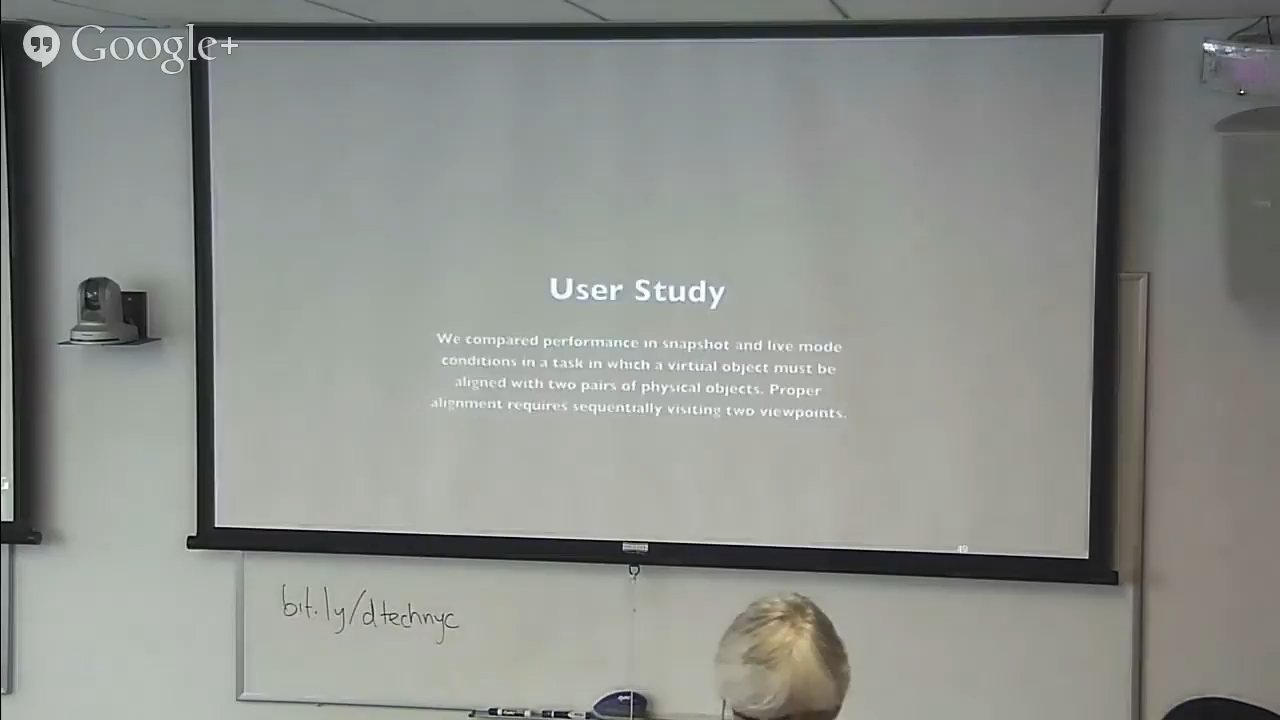 Google+
User Study
We compared performance in snapshot and live mode
conditions in a task in which a virtual object must be
aligned with two pairs of physical objects. Proper
alignment requires sequentially visiting two viewpoints.
49
bit.ly/dtechnyc